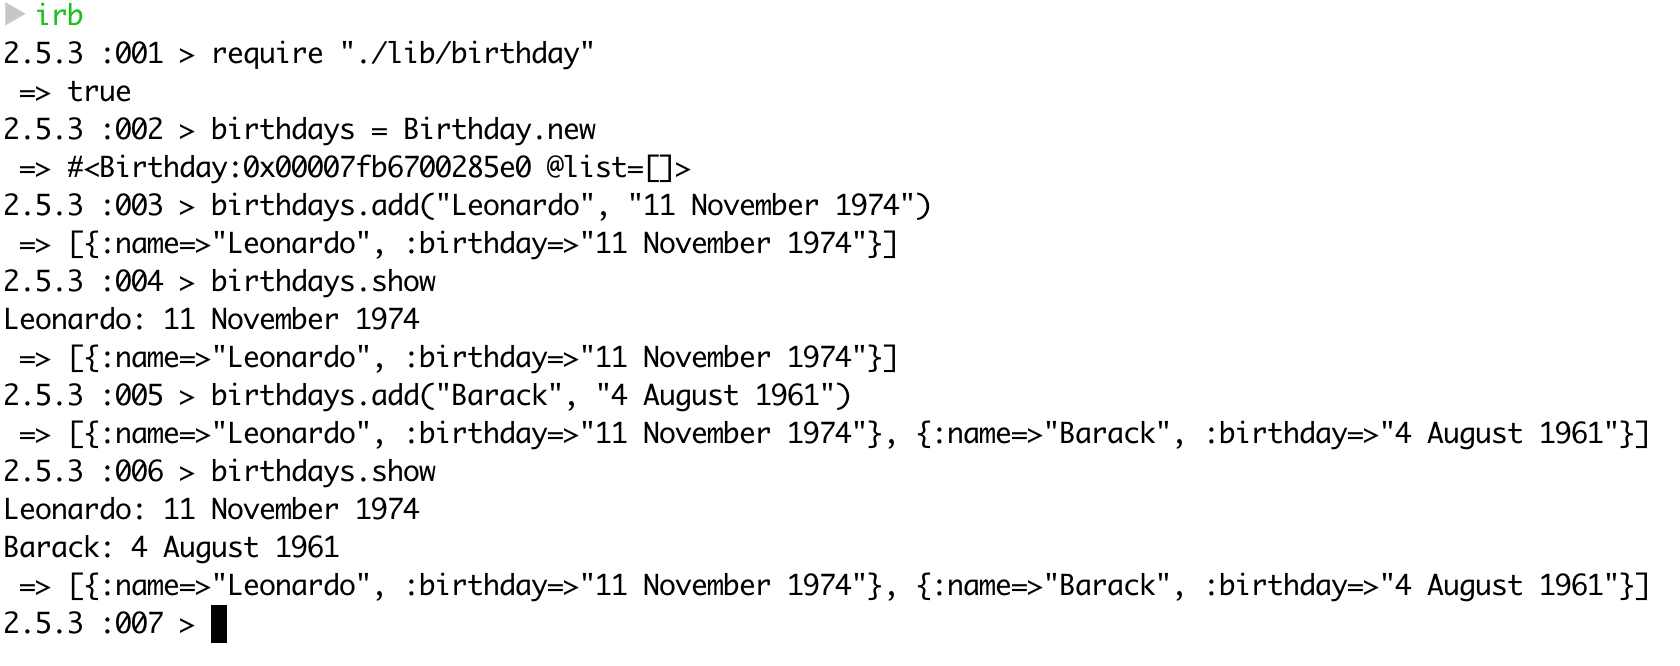 ▶ irb
2.5.3 :001 > require "./lib/birthday"
 => true
2.5.3 :002 > birthdays = Birthday.new
 => #<Birthday:0x00007fb6700285e0 @list=[]>
2.5.3 :003 > birthdays.add("Leonardo", "11 November 1974")
 => [{:name=>"Leonardo", :birthday=>"11 November 1974"}]
2.5.3 :004 > birthdays.show
Leonardo: 11 November 1974
 => [{:name=>"Leonardo", :birthday=>"11 November 1974"}]
2.5.3 :005 > birthdays.add("Barack", "4 August 1961")
 => [{:name=>"Leonardo", :birthday=>"11 November 1974"}, {:name=>"Barack", :birthday=>"4 August 1961"}]
2.5.3 :006 > birthdays.show
Leonardo: 11 November 1974
Barack: 4 August 1961
 => [{:name=>"Leonardo", :birthday=>"11 November 1974"}, {:name=>"Barack", :birthday=>"4 August 1961"}]
2.5.3 :007 >